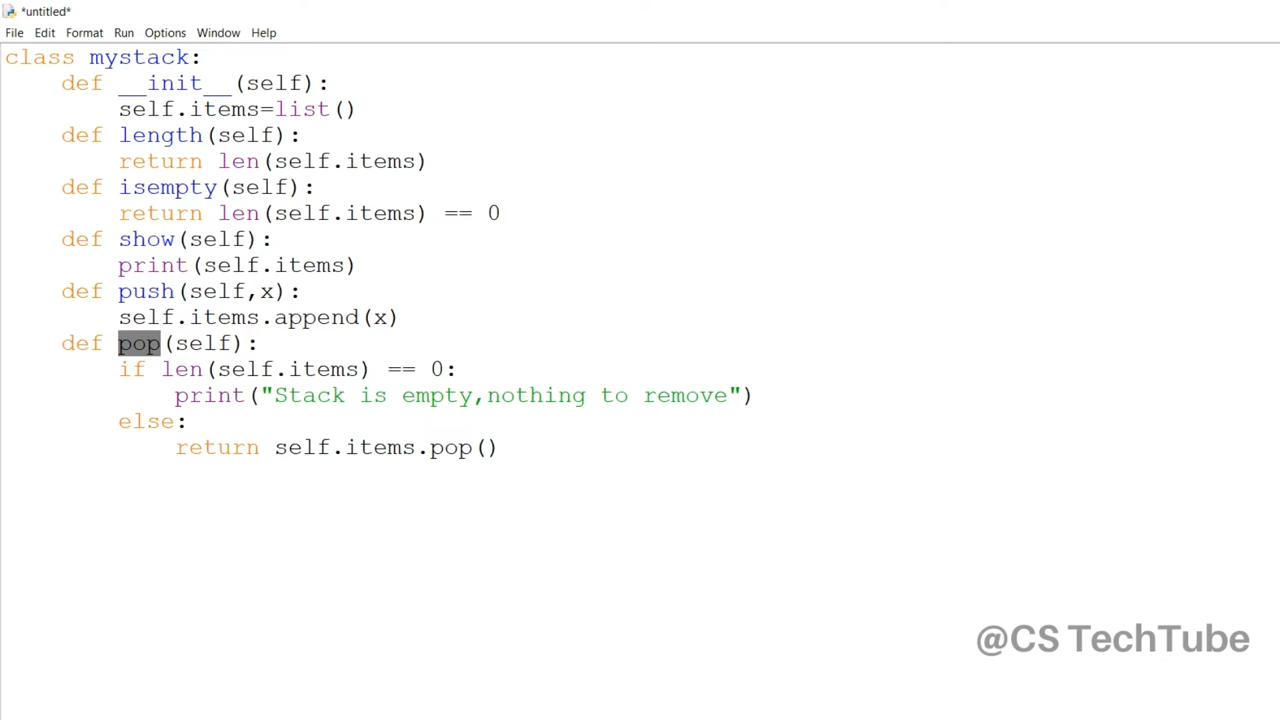 *untitled*
File Edit Format Run Options Window Help
class mystack:
    def __init__(self):
        self.items=list()
    def length(self):
        return len(self.items)
    def isempty(self):
        return len(self.items) == 0
    def show(self):
        print(self.items)
    def push(self,x):
        self.items.append(x)
    def pop(self):
        if len(self.items) == 0:
            print("Stack is empty,nothing to remove")
        else:
            return self.items.pop()
@CS TechTube